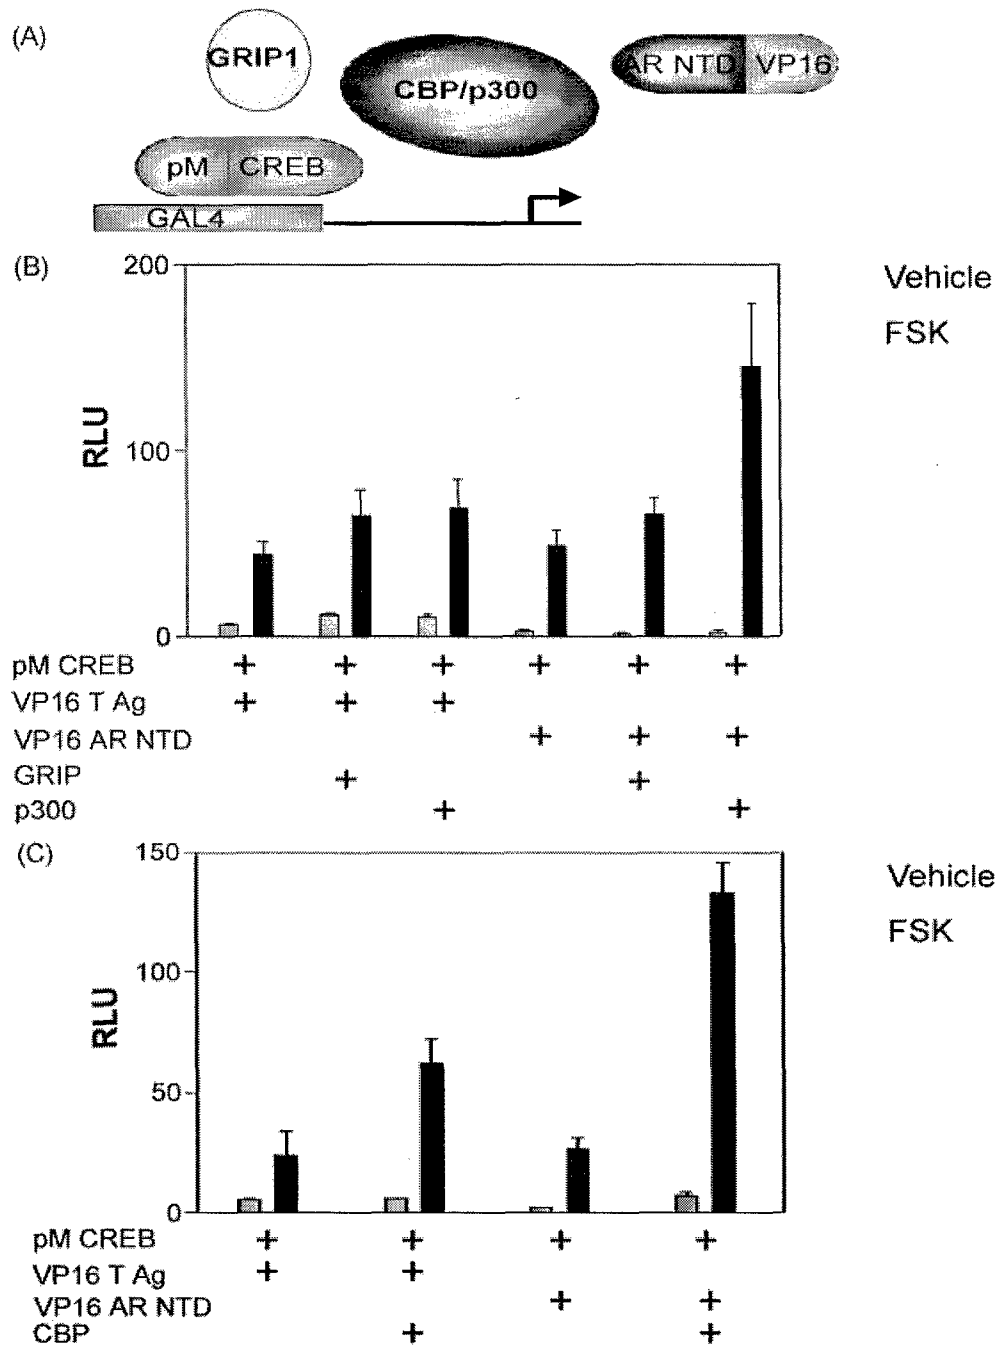 (A)
GRIP1
CBP/p300
AR NTD VP16
pM CREB
GAL4
(B)
200
100
0
RLU
Vehicle
FSK
pM CREB + + + + + +
VP16 T Ag + + +
VP16 AR NTD + + +
GRIP + +
p300 + +
(C)
150
100
50
0
RLU
Vehicle
FSK
pM CREB + + + +
VP16 T Ag + +
VP16 AR NTD + +
CBP + +